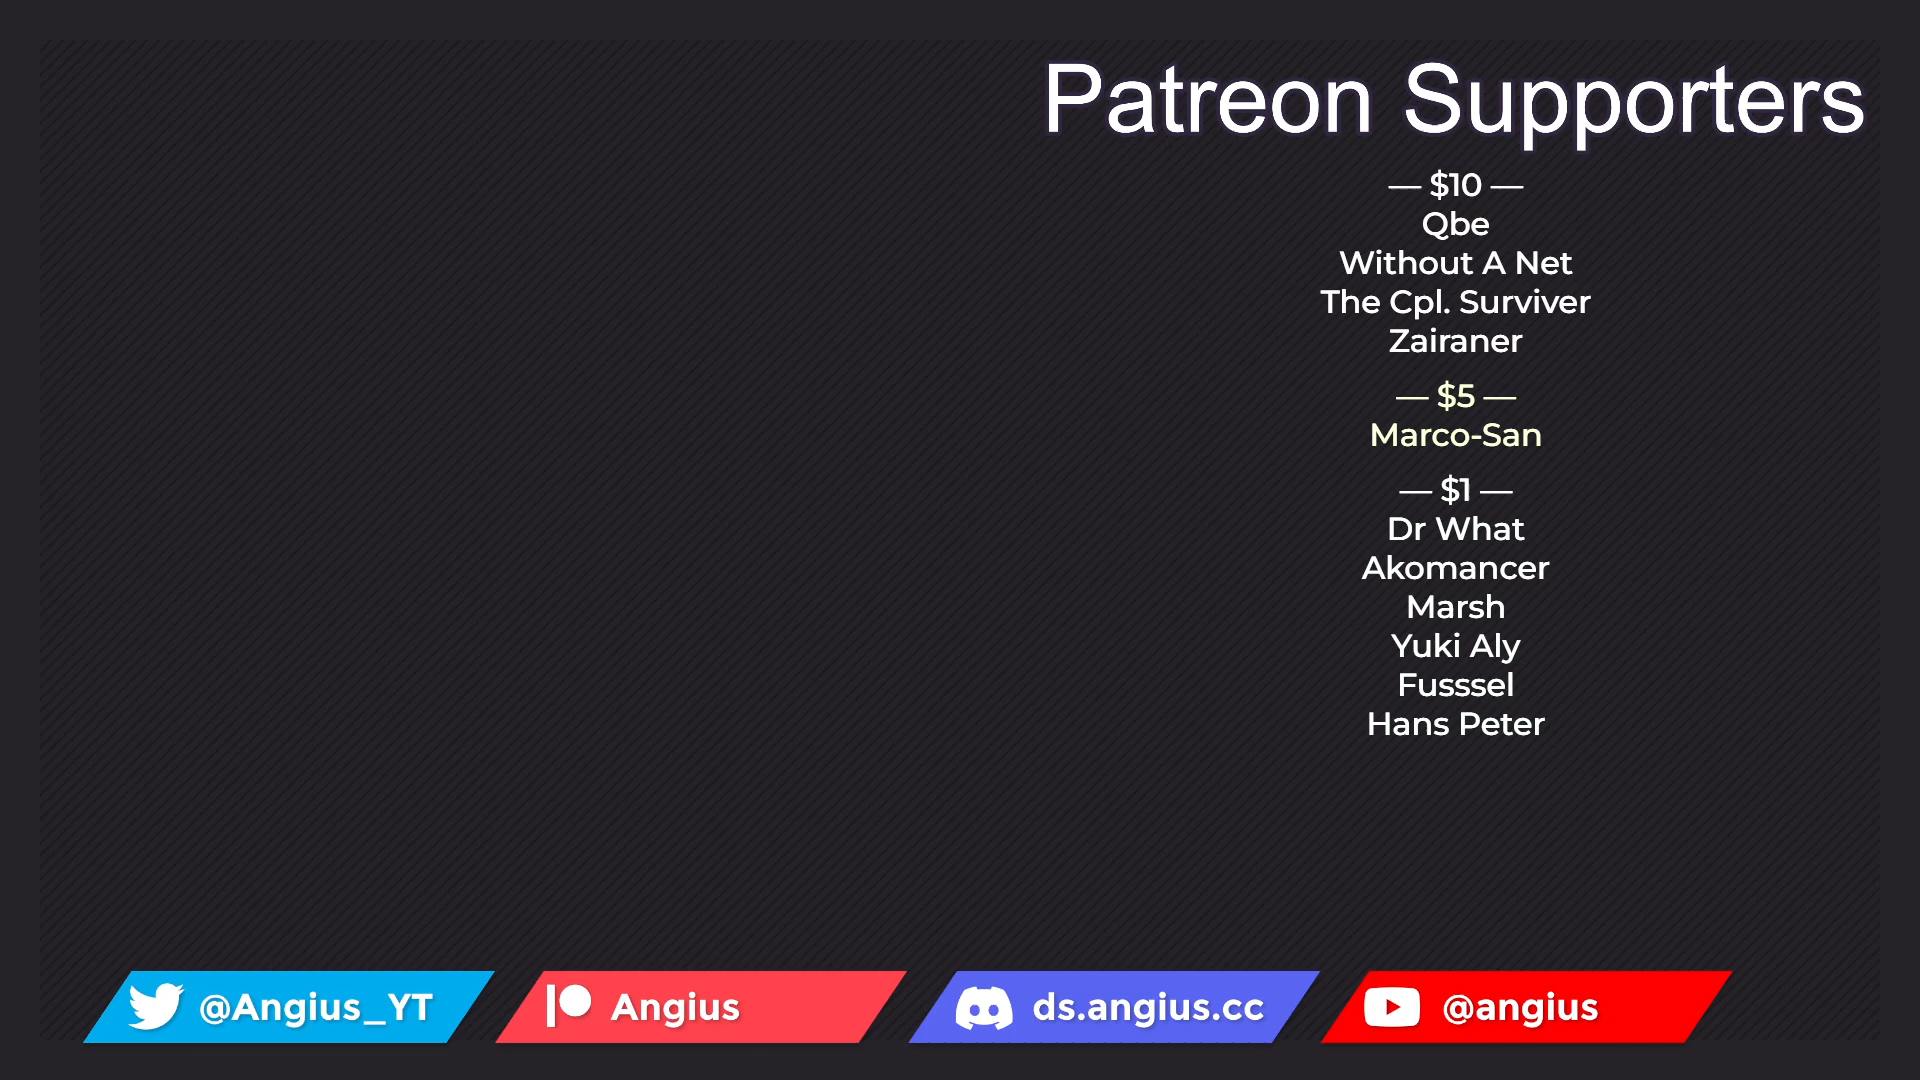 Patreon Supporters
— $10 —
Qbe
Without A Net
The Cpl. Surviver
Zairaner
— $5 —
Marco-San
— $1 —
Dr What
Akomancer
Marsh
Yuki Aly
Fusssel
Hans Peter
@Angius_YT
Angius
ds.angius.cc
@angius